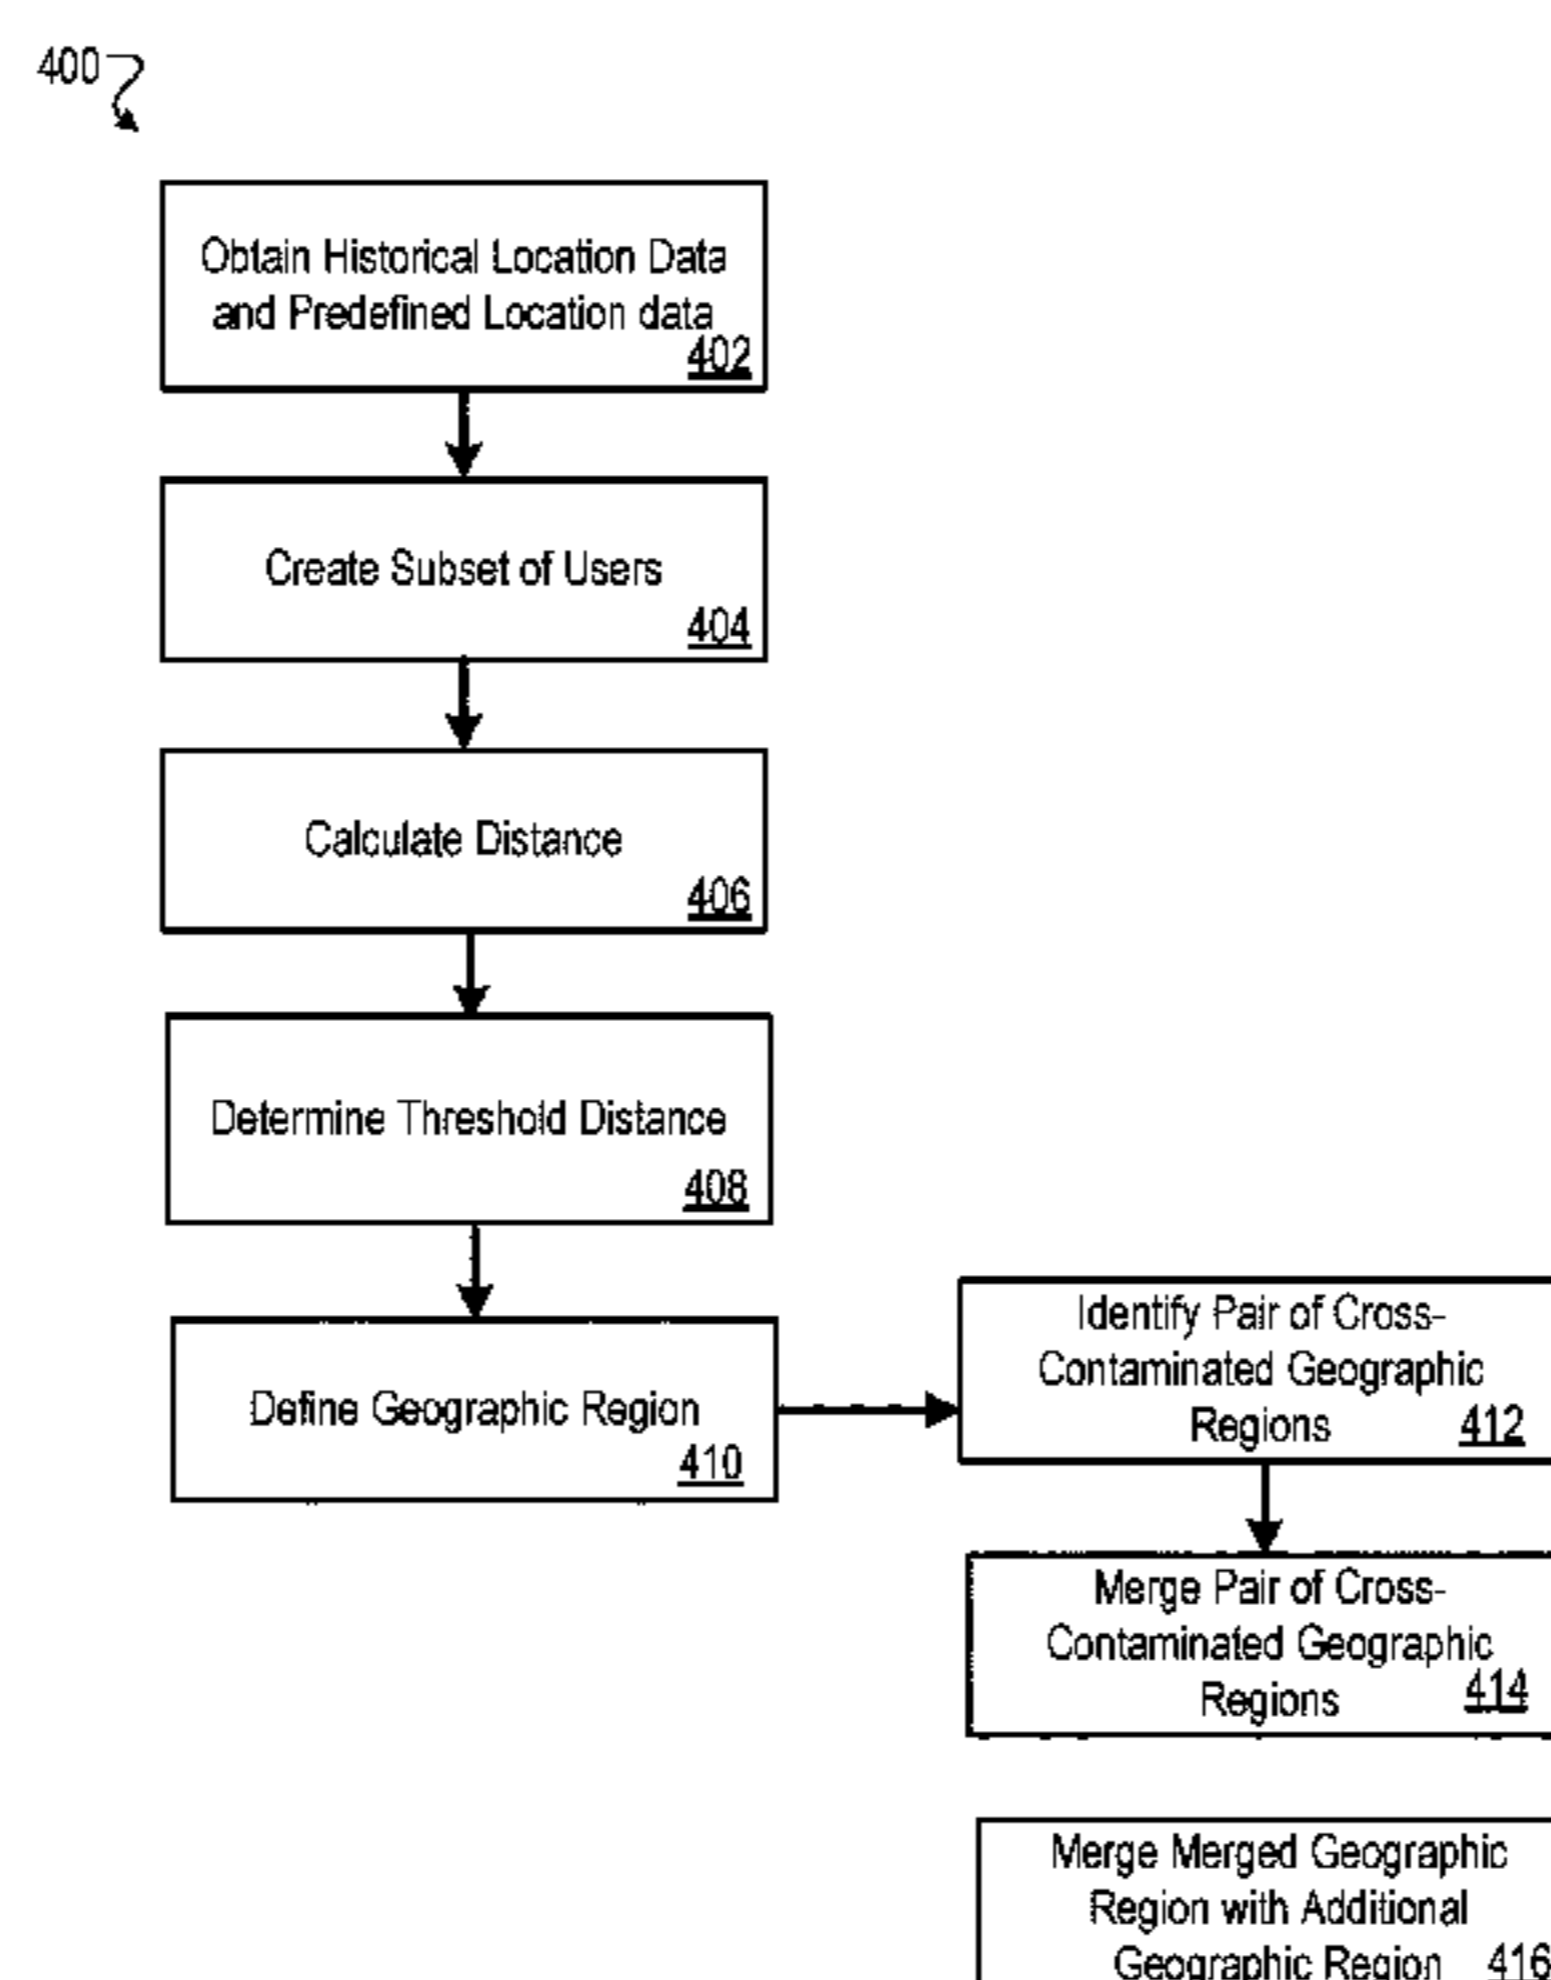 400
Obtain Historical Location Data
and Predefined Location data
402
Create Subset of Users
404
Calculate Distance
406
Determine Threshold Distance
408
Define Geographic Region
410
Identify Pair of Cross-
Contaminated Geographic
Regions 412
Merge Pair of Cross-
Contaminated Geographic
Regions 414
Merge Merged Geographic
Region with Additional
Geographic Region 416